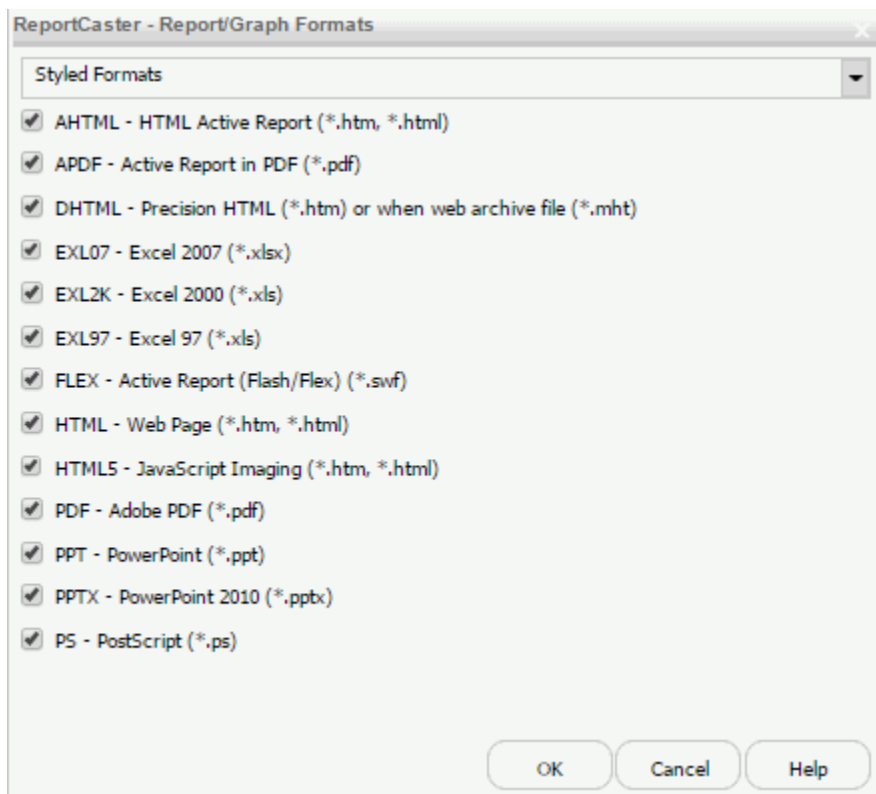 ReportCaster - Report/Graph Formats
Styled Formats
AHTML - HTML Active Report (*.htm, *.html)
APDF - Active Report in PDF (*.pdf)
DHTML - Precision HTML (*.htm) or when web archive file (*.mht)
EXL07 - Excel 2007 (*.xlsx)
EXL2K - Excel 2000 (*.xls)
EXL97 - Excel 97 (*.xls)
FLEX - Active Report (Flash/Flex) (*.swf)
HTML - Web Page (*.htm, *.html)
HTML5 - JavaScript Imaging (*.htm, *.html)
PDF - Adobe PDF (*.pdf)
PPT - PowerPoint (*.ppt)
PPTX - PowerPoint 2010 (*.pptx)
PS - PostScript (*.ps)
OK Cancel Help